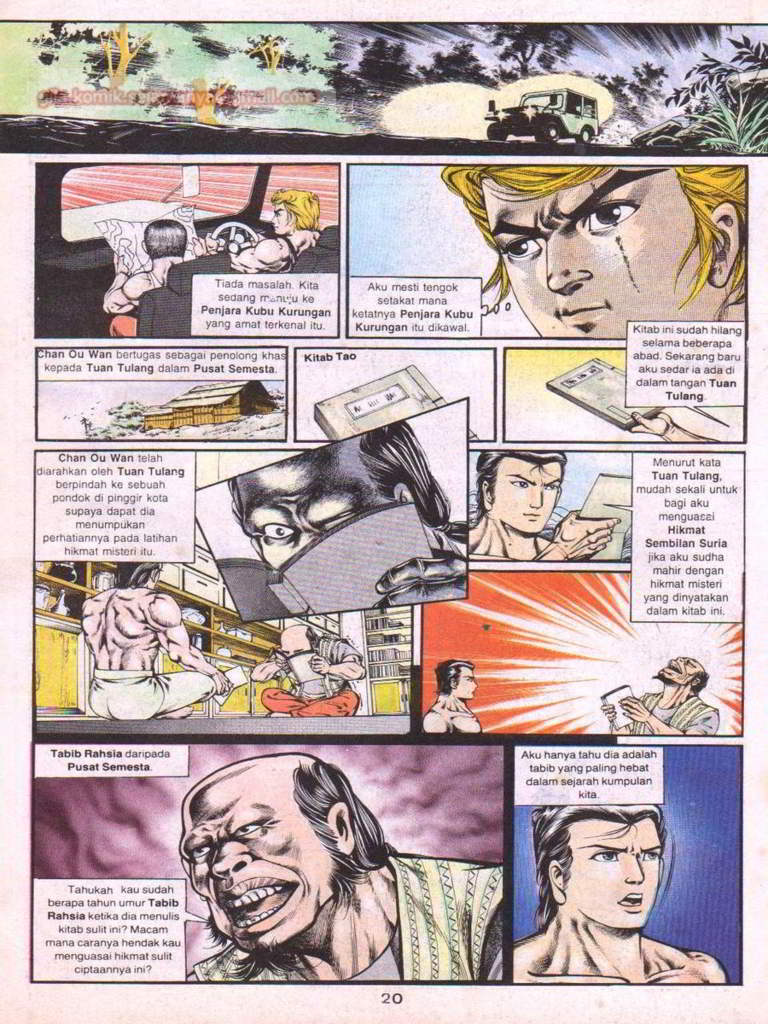 Tiada masalah. Kita
sedang menuju ke
Penjara Kubu Kurungan
yang amat terkenal itu.
Aku mesti tengok
setakat mana
ketatnya Penjara Kubu
Kurungan itu dikawal.
Chan Ou Wan bertugas sebagai penolong khas
kepada Tuan Tulang dalam Pusat Semesta.
Kitab Tao
Kitab ini sudah hilang
selama beberapa
abad. Sekarang baru
aku sedar ia ada di
dalam tangan Tuan
Tulang.
Chan Ou Wan telah
diarahkan oleh Tuan Tulang
berpindah ke sebuah
pondok di pinggir kota
supaya dapat dia
menumpukan
perhatiannya pada latihan
hikmat misteri itu.
Menurut kata
Tuan Tulang,
mudah sekali untuk
bagi aku
menguasai
Hikmat
Sembilan Suria
jika aku sudha
mahir dengan
hikmat misteri
yang dinyatakan
dalam kitab ini.
Tabib Rahsia daripada
Pusat Semesta.
Tahukah kau sudah
berapa tahun umur Tabib
Rahsia ketika dia menulis
kitab sulit ini? Macam
mana caranya hendak kau
menguasai hikmat sulit
ciptaannya ini?
Aku hanya tahu dia adalah
tabib yang paling hebat
dalam sejarah kumpulan
kita.
20